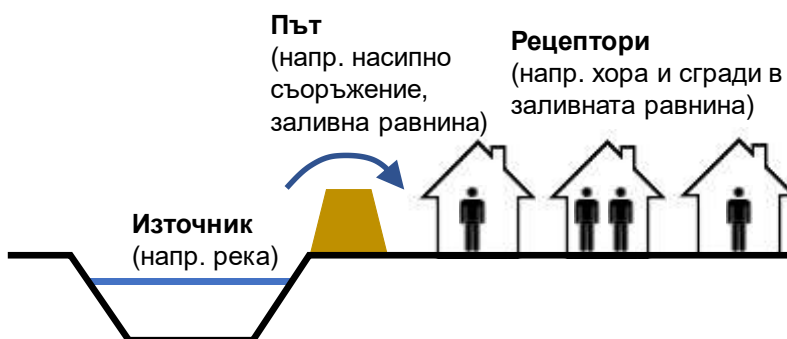 Път
(напр. насипно
съоръжение,
заливна равнина)
Рецептори
(напр. хора и сгради в
заливната равнина)
Източник
(напр. река)